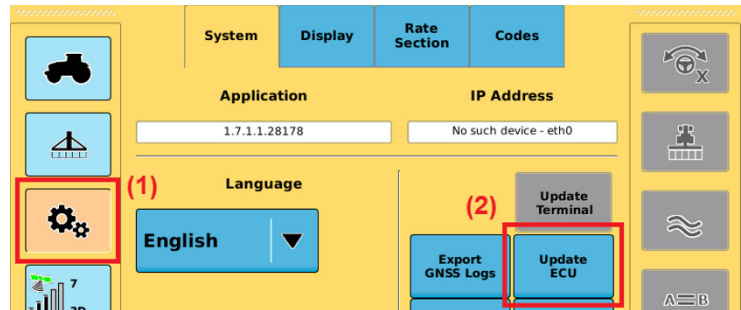 System
Display
Rate
Section
Codes
X
Application
IP Address
1.7.1.1.28178
No such device - eth0
(1)
Language
(2)
Update
Terminal
English
Export
GNSS Logs
Update
ECU
7
3D
A=B